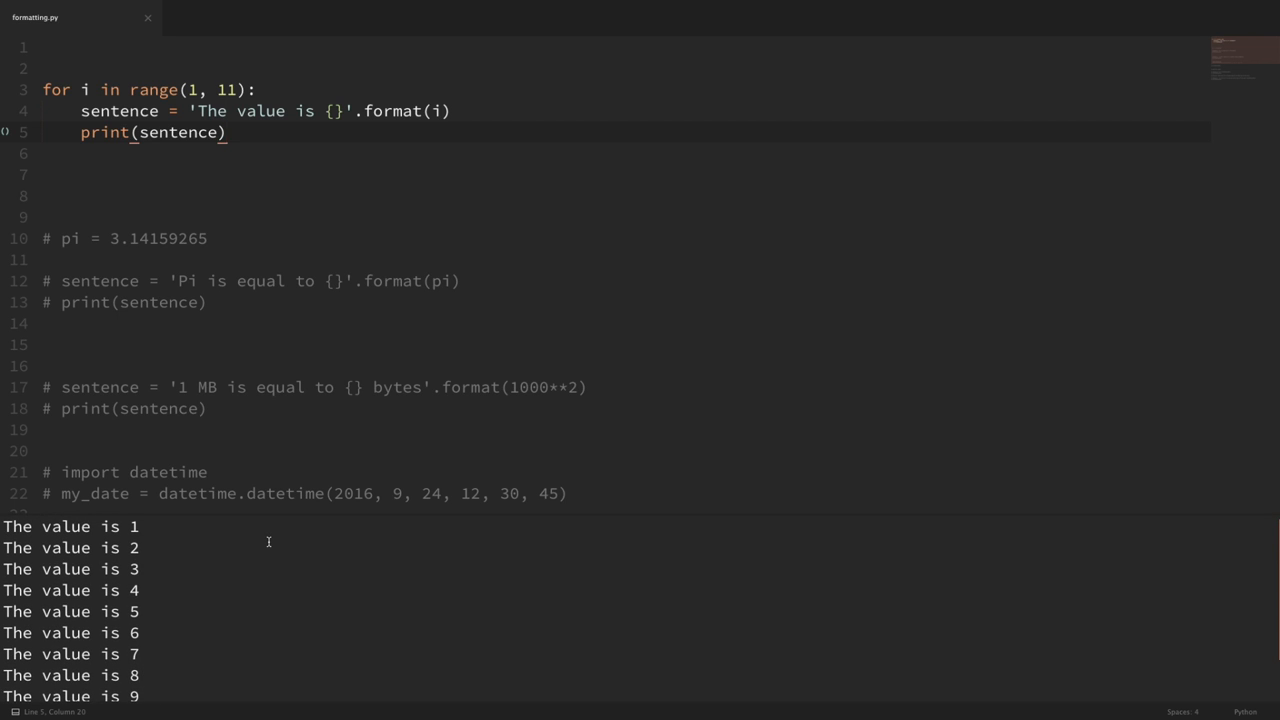 formatting.py
1
2
3 for i in range(1, 11):
4 sentence = 'The value is {}'.format(i)
() 5 print(sentence)
6
7
8
9
10 # pi = 3.14159265
11
12 # sentence = 'Pi is equal to {}'.format(pi)
13 # print(sentence)
14
15
16
17 # sentence = '1 MB is equal to {} bytes'.format(1000**2)
18 # print(sentence)
19
20
21 # import datetime
22 # my_date = datetime.datetime(2016, 9, 24, 12, 30, 45)
The value is 1
The value is 2
The value is 3
The value is 4
The value is 5
The value is 6
The value is 7
The value is 8
The value is 9
Line 5, Column 20 Spaces: 4 Python